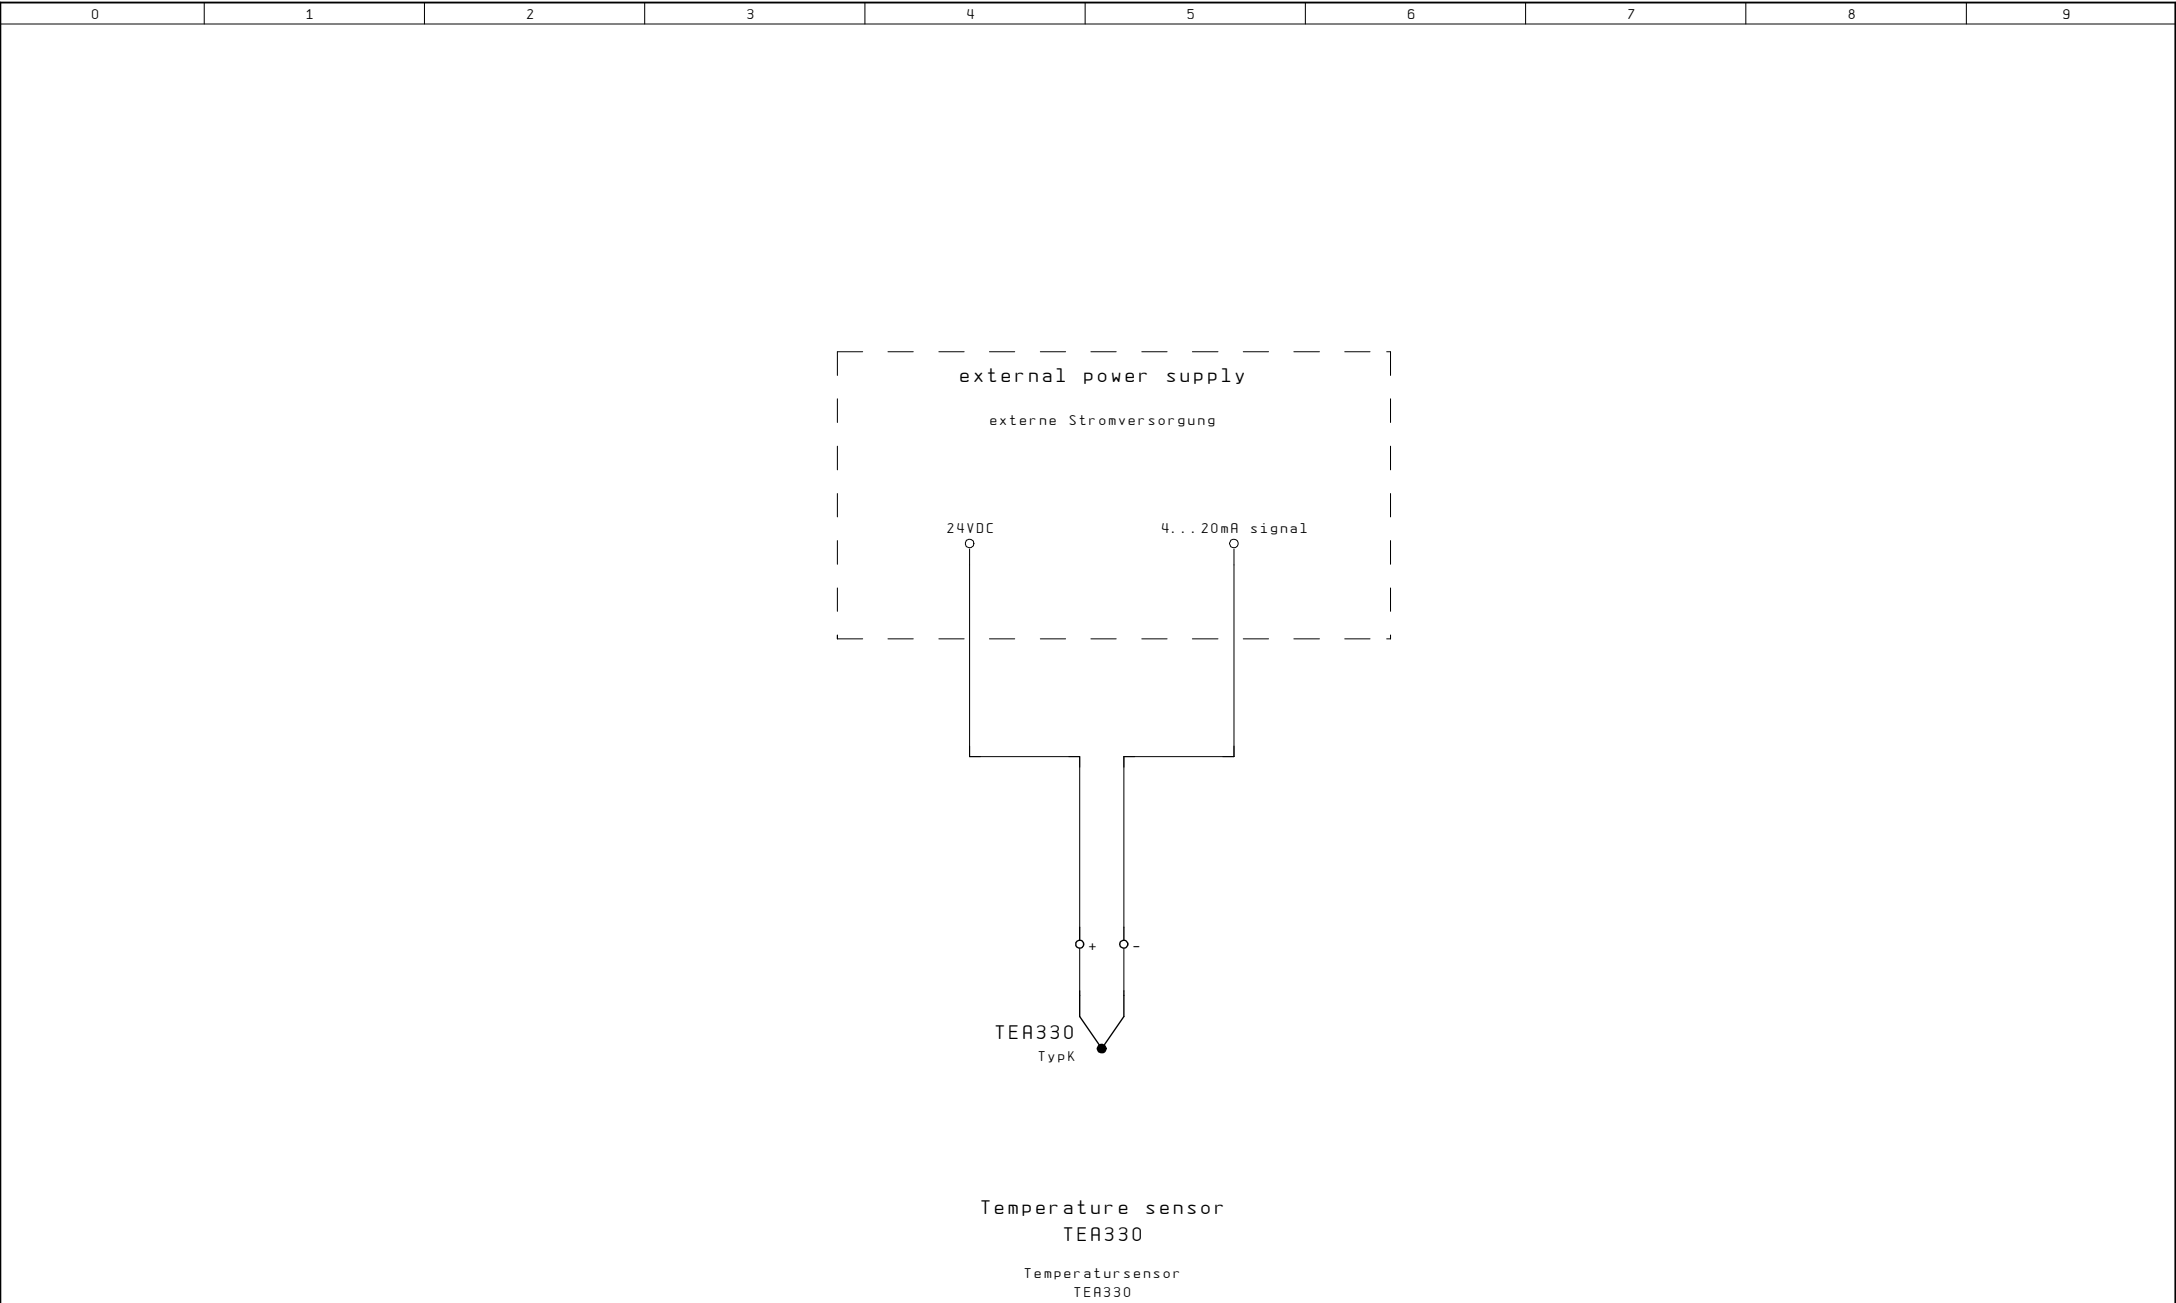 0 1 2 3 4 5 6 7 8 9
external power supply
externe Stromversorgung
24VDC 4...20mA signal
+ -
TEA330
TypK
Temperature sensor
TEA330
Temperatursensor
TEA330